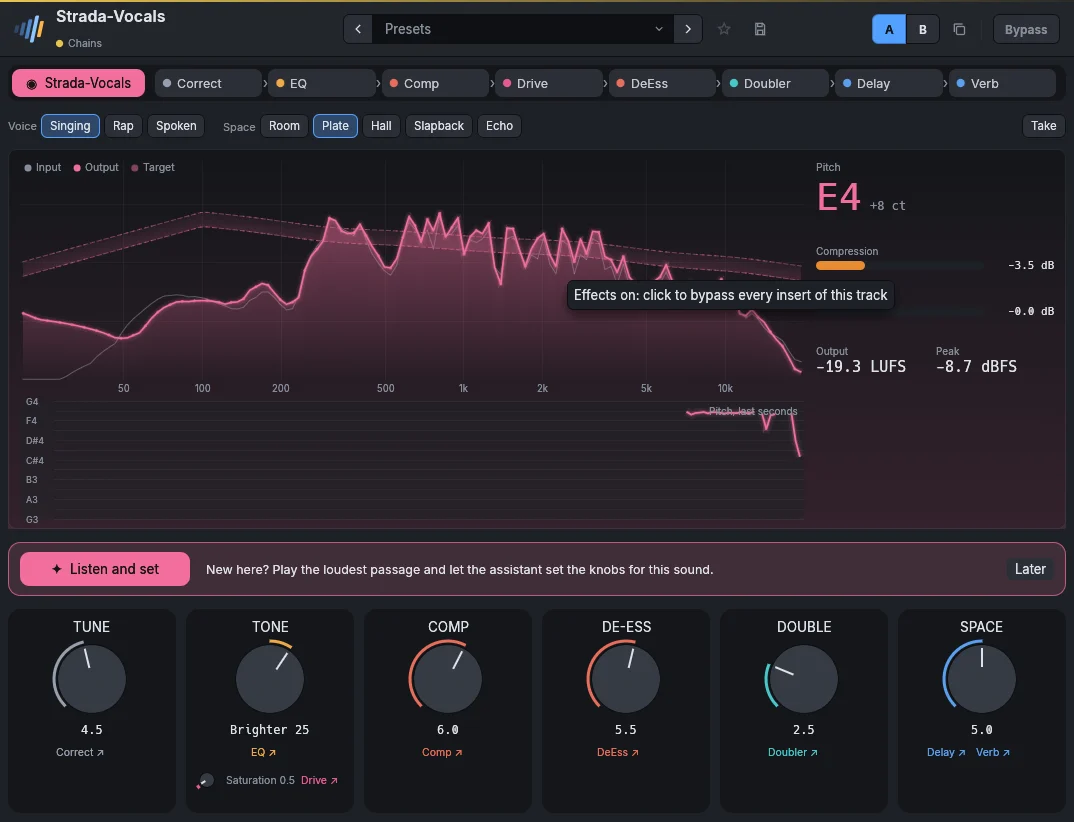 Strada-Vocals
Chains
Presets
A B
Bypass
Strada-Vocals
Correct
EQ
Comp
Drive
DeEss
Doubler
Delay
Verb
Voice Singing Rap Spoken Space Room Plate Hall Slapback Echo Take
Input Output Target
Pitch
E4 +8 ct
Compression
-3.5 dB
Effects on: click to bypass every insert of this track
-0.0 dB
Output Peak
-19.3 LUFS -8.7 dBFS
50 100 200 500 1k 2k 5k 10k
Pitch, last seconds
G4
F4
D#4
C#4
B3
A3
G3
Listen and set
New here? Play the loudest passage and let the assistant set the knobs for this sound.
Later
TUNE TONE COMP DE-ESS DOUBLE SPACE
4.5 Brighter 25 6.0 5.5 2.5 5.0
Correct ↗ EQ ↗ Comp ↗ DeEss ↗ Doubler ↗ Delay ↗ Verb ↗
Saturation 0.5 Drive ↗